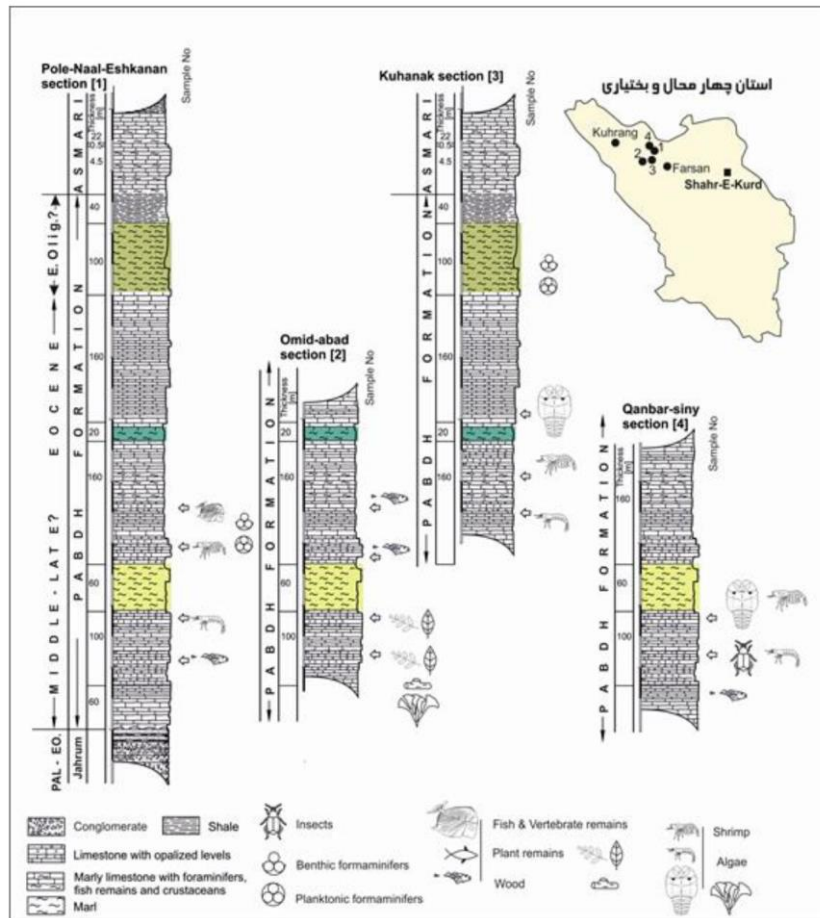 Pole-Naal-Eshkanan
section [1]
Sample No
Thickness
[m]
ASMARI
22
0.5
4.5
40
100
160
20
160
60
100
60
E. Olig.?
EOCENE
MIDDLE-LATE?
PAL-EO.
PABDH FORMATION
Jahrum
Omid-abad
section [2]
Sample No
Thickness
[m]
20
160
60
100
PABDH FORMATION
Kuhanak section [3]
Sample No
Thickness
[m]
ASMARI
22
0.5
4.5
40
100
160
20
160
PABDH FORMATION
استان چهار محال و بختیاری
Kuhrang
4
1
2
3
Farsan
Shahr-E-Kurd
Qanbar-siny
section [4]
Sample No
Thickness
[m]
160
60
100
PABDH FORMATION
Conglomerate
Shale
Limestone with opalized levels
Marly limestone with foraminifers,
fish remains and crustaceans
Marl
Insects
Benthic formaminifers
Planktonic formaminifers
Fish & Vertebrate remains
Plant remains
Wood
Shrimp
Algae